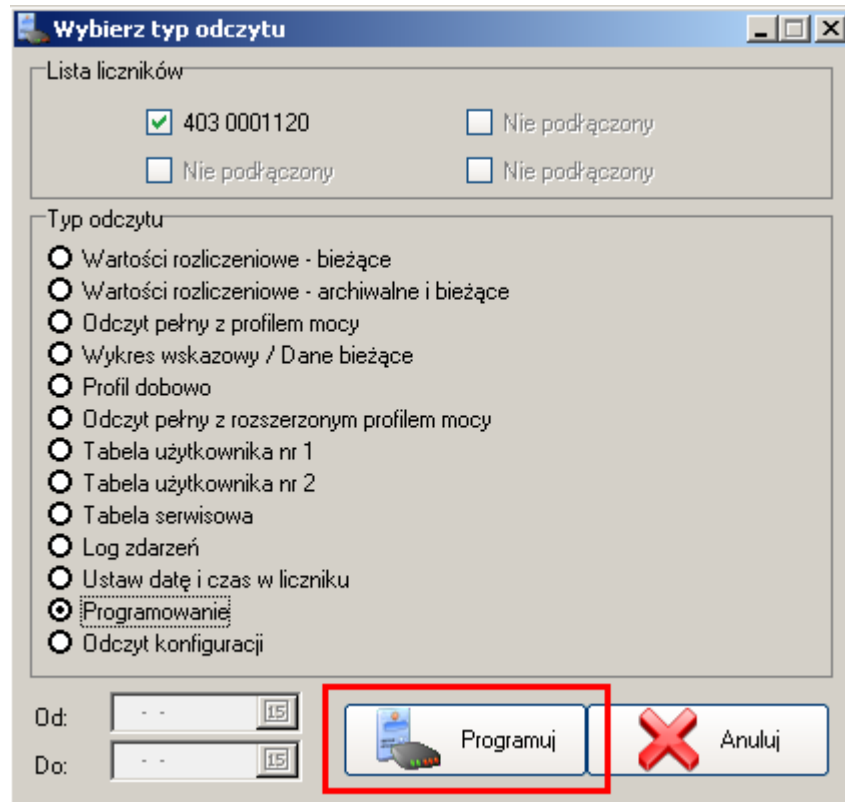 Wybierz typ odczytu
Lista liczników
403 0001120
Nie podłączony
Nie podłączony
Nie podłączony
Typ odczytu
Wartości rozliczeniowe - bieżące
Wartości rozliczeniowe - archiwalne i bieżące
Odczyt pełny z profilem mocy
Wykres wskazowy / Dane bieżące
Profil dobowo
Odczyt pełny z rozszerzonym profilem mocy
Tabela użytkownika nr 1
Tabela użytkownika nr 2
Tabela serwisowa
Log zdarzeń
Ustaw datę i czas w liczniku
Programowanie
Odczyt konfiguracji
Od: - - 15
Do: - - 15
Programuj
Anuluj